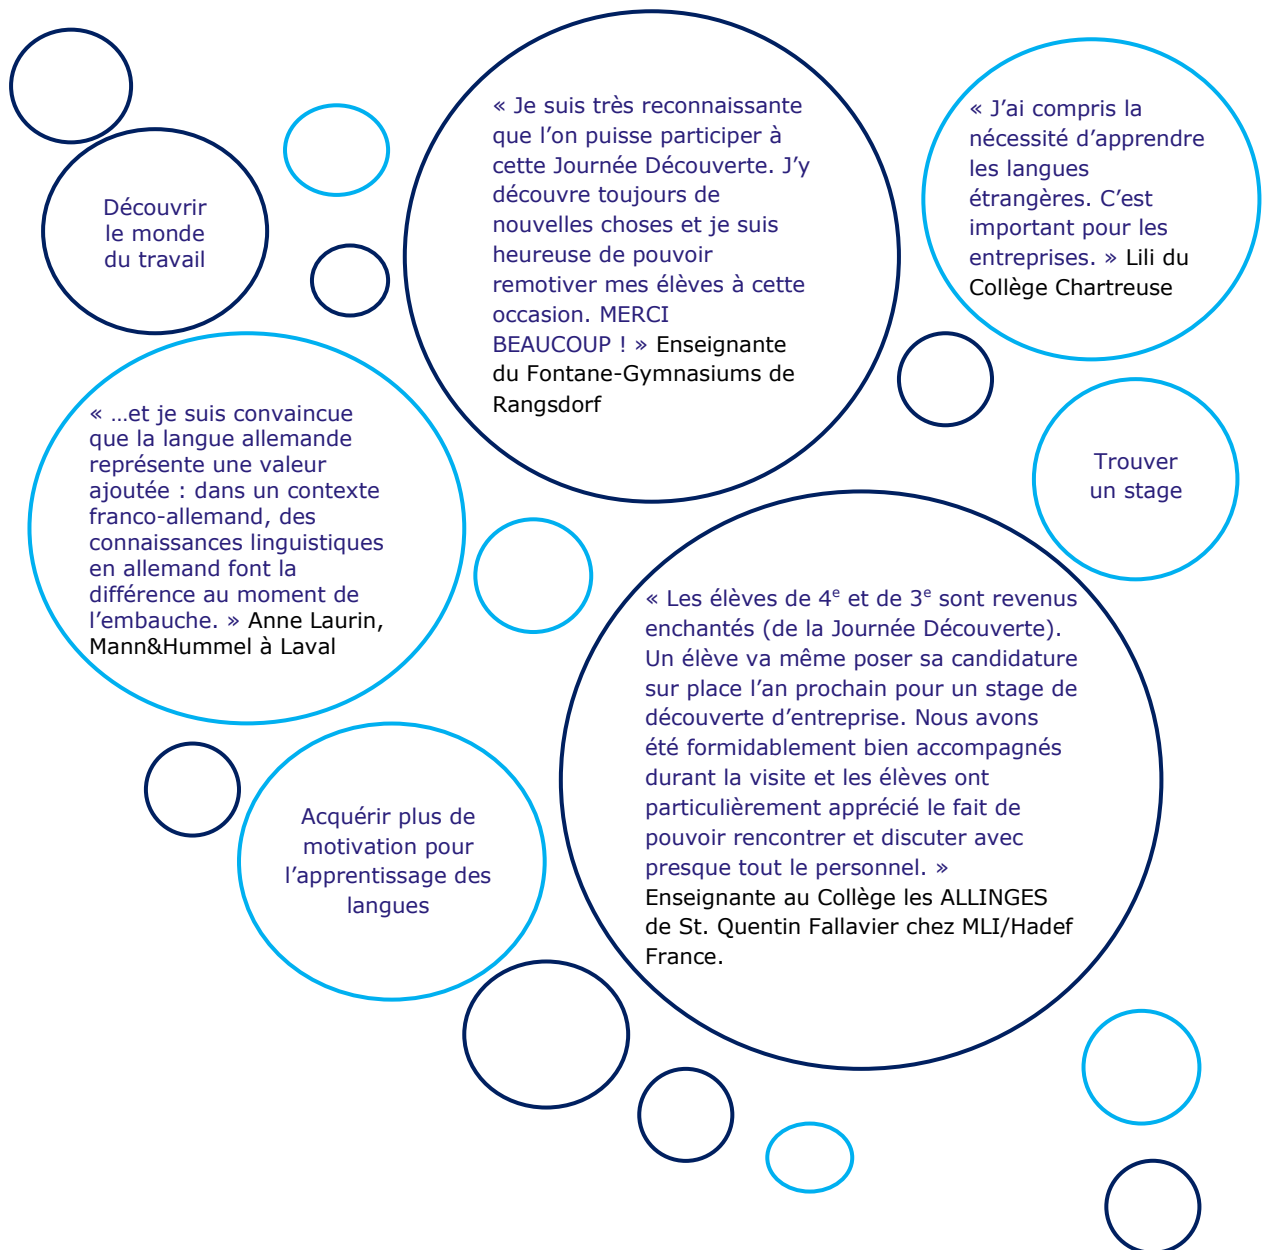 « Je suis très reconnaissante
que l’on puisse participer à
cette Journée Découverte. J’y
découvre toujours de
nouvelles choses et je suis
heureuse de pouvoir
remotiver mes élèves à cette
occasion. MERCI
BEAUCOUP ! » Enseignante
du Fontane-Gymnasiums de
Rangsdorf
« J’ai compris la
nécessité d’apprendre
les langues
étrangères. C’est
important pour les
entreprises. » Lili du
Collège Chartreuse
Découvrir
le monde
du travail
« …et je suis convaincue
que la langue allemande
représente une valeur
ajoutée : dans un contexte
franco-allemand, des
connaissances linguistiques
en allemand font la
différence au moment de
l’embauche. » Anne Laurin,
Mann&Hummel à Laval
Trouver
un stage
« Les élèves de 4e et de 3e sont revenus
enchantés (de la Journée Découverte).
Un élève va même poser sa candidature
sur place l’an prochain pour un stage de
découverte d’entreprise. Nous avons
été formidablement bien accompagnés
durant la visite et les élèves ont
particulièrement apprécié le fait de
pouvoir rencontrer et discuter avec
presque tout le personnel. »
Enseignante au Collège les ALLINGES
de St. Quentin Fallavier chez MLI/Hadef
France.
Acquérir plus de
motivation pour
l’apprentissage des
langues